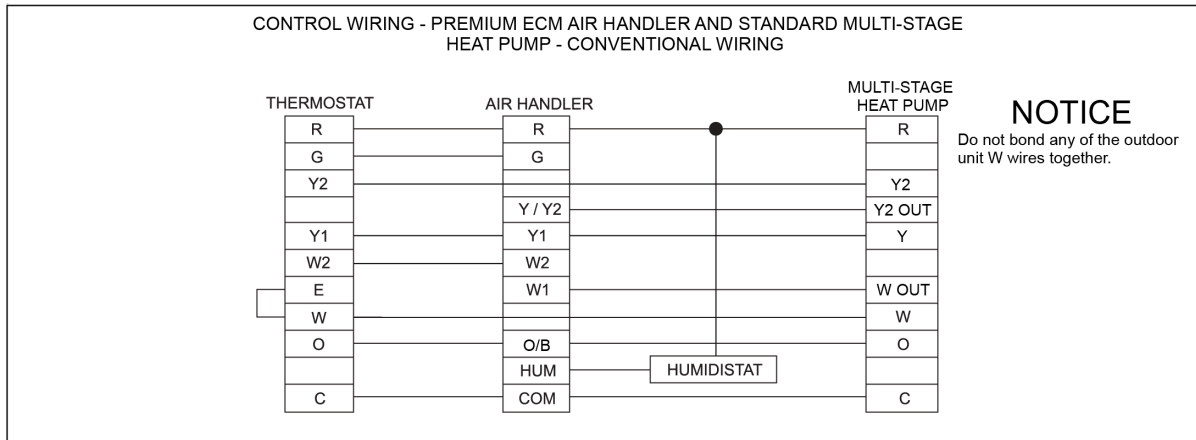 CONTROL WIRING - PREMIUM ECM AIR HANDLER AND STANDARD MULTI-STAGE
HEAT PUMP - CONVENTIONAL WIRING
THERMOSTAT
R
G
Y2
Y1
W2
E
W
O
C
AIR HANDLER
R
G
Y / Y2
Y1
W2
W1
O/B
HUM
COM
HUMIDISTAT
MULTI-STAGE
HEAT PUMP
R
Y2
Y2 OUT
Y
W OUT
W
O
C
NOTICE
Do not bond any of the outdoor
unit W wires together.